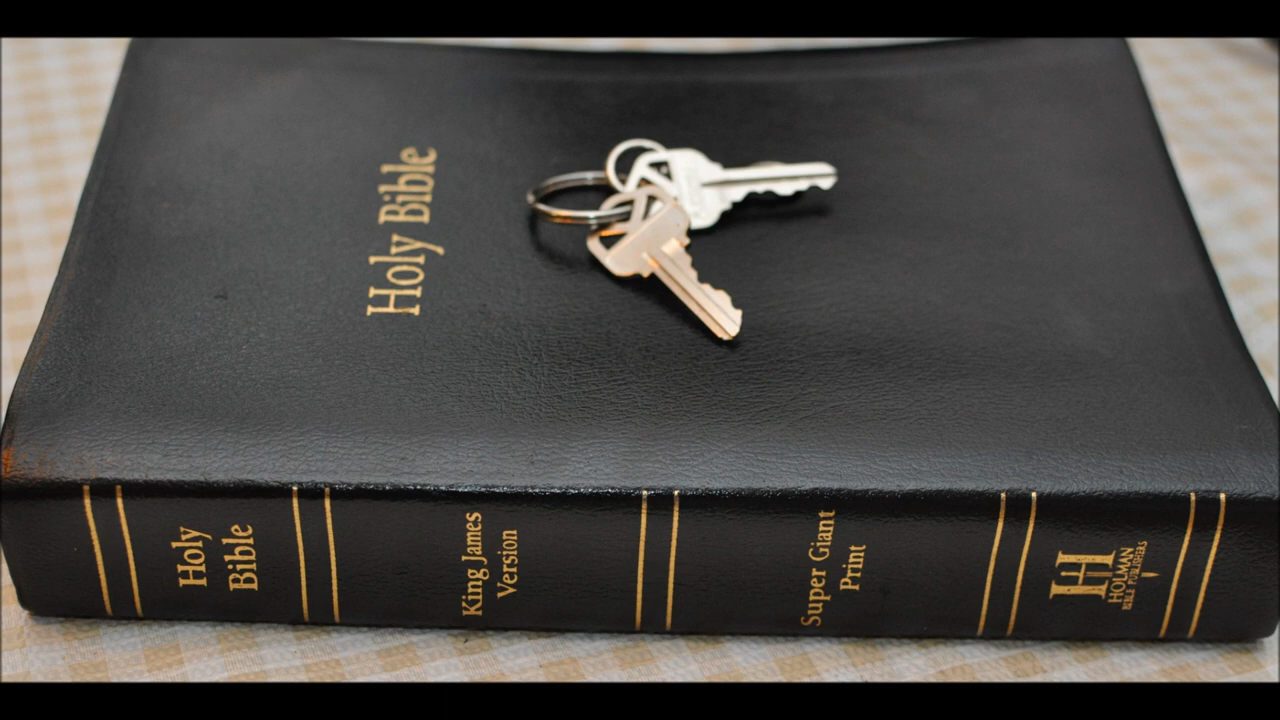 Holy Bible
Holy
Bible
King James
Version
Super Giant
Print
HOLMAN
BIBLE PUBLISHERS